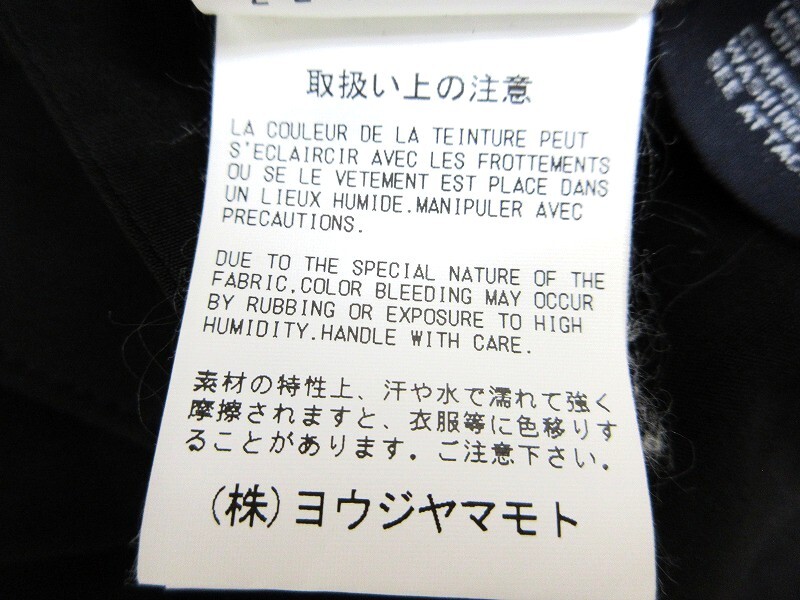 取扱い上の注意
LA COULEUR DE LA TEINTURE PEUT
S'ECLAIRCIR AVEC LES FROTTEMENTS
OU SE LE VETEMENT EST PLACE DANS
UN LIEUX HUMIDE.MANIPULER AVEC
PRECAUTIONS.
DUE TO THE SPECIAL NATURE OF THE
FABRIC,COLOR BLEEDING MAY OCCUR
BY RUBBING OR EXPOSURE TO HIGH
HUMIDITY.HANDLE WITH CARE.
素材の特性上、汗や水で濡れて強く
摩擦されますと、衣服等に色移りす
ることがあります。ご注意下さい。
(株)ヨウジヤマモト
SEE